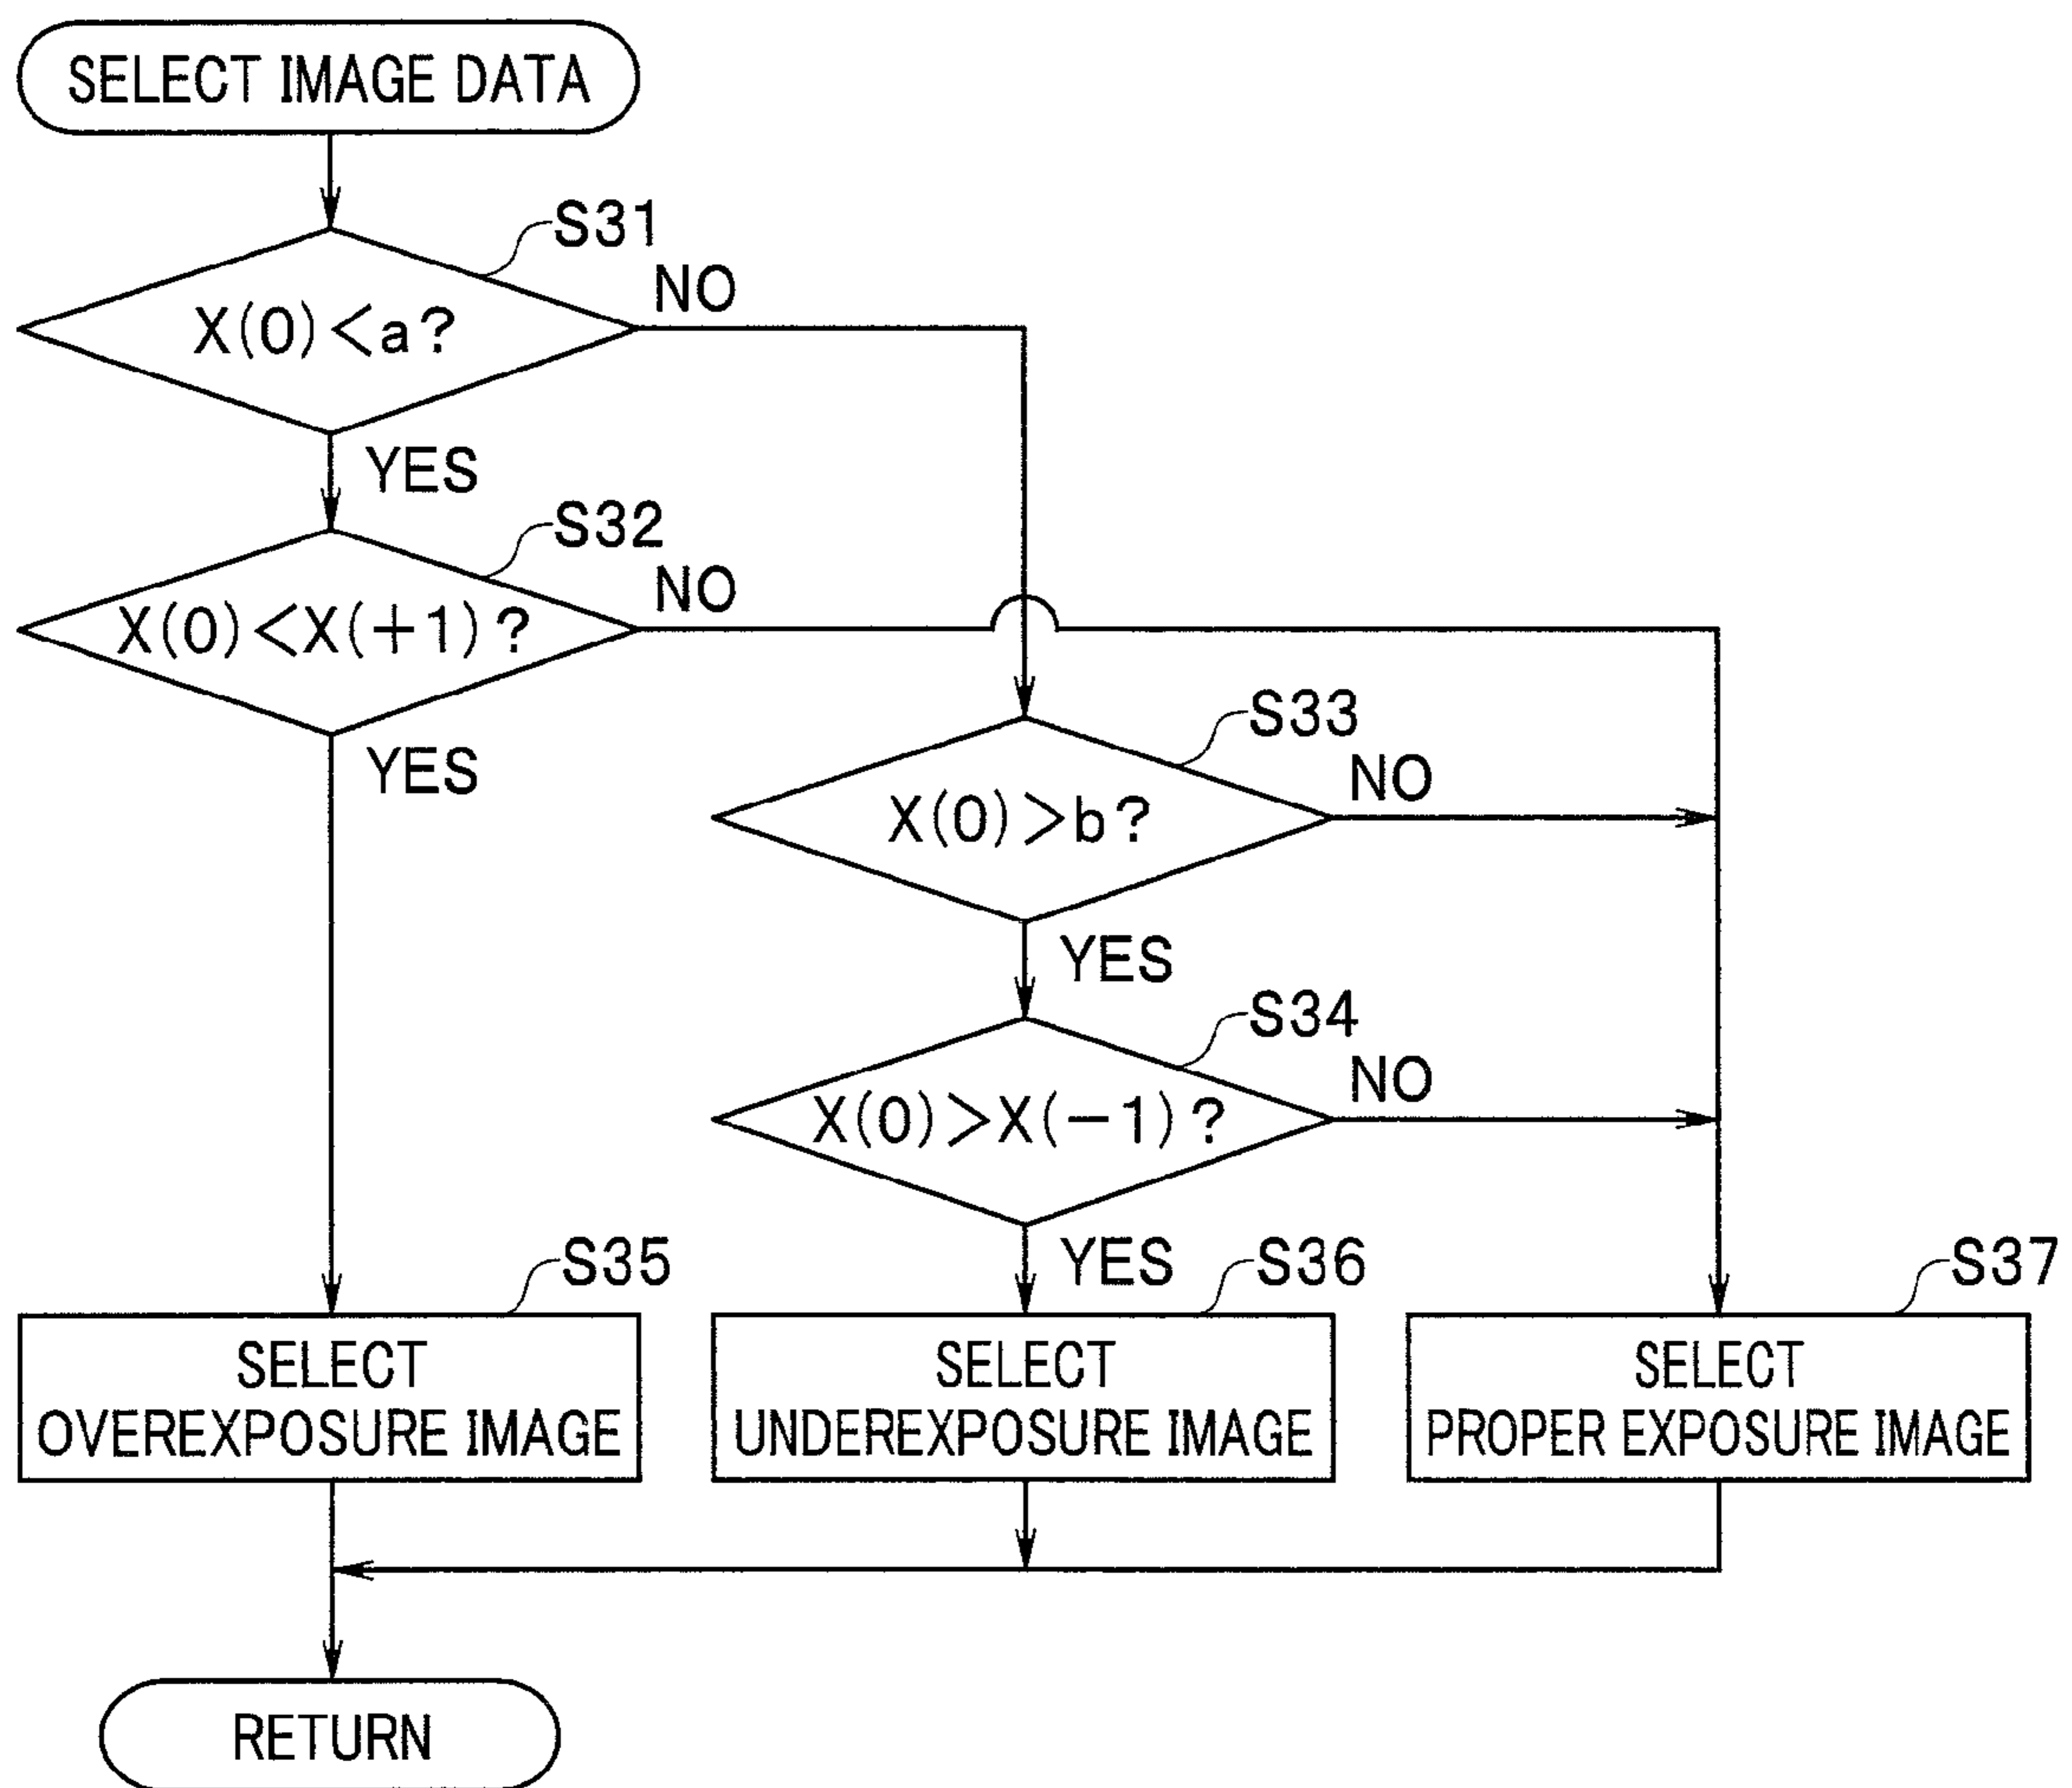 SELECT IMAGE DATA
S31
X(0)<a?
NO
YES
S32
X(0)<X(+1)?
NO
YES
S33
X(0)>b?
NO
YES
S34
X(0)>X(-1)?
NO
YES
S35
SELECT
OVEREXPOSURE IMAGE
S36
SELECT
UNDEREXPOSURE IMAGE
S37
SELECT
PROPER EXPOSURE IMAGE
RETURN